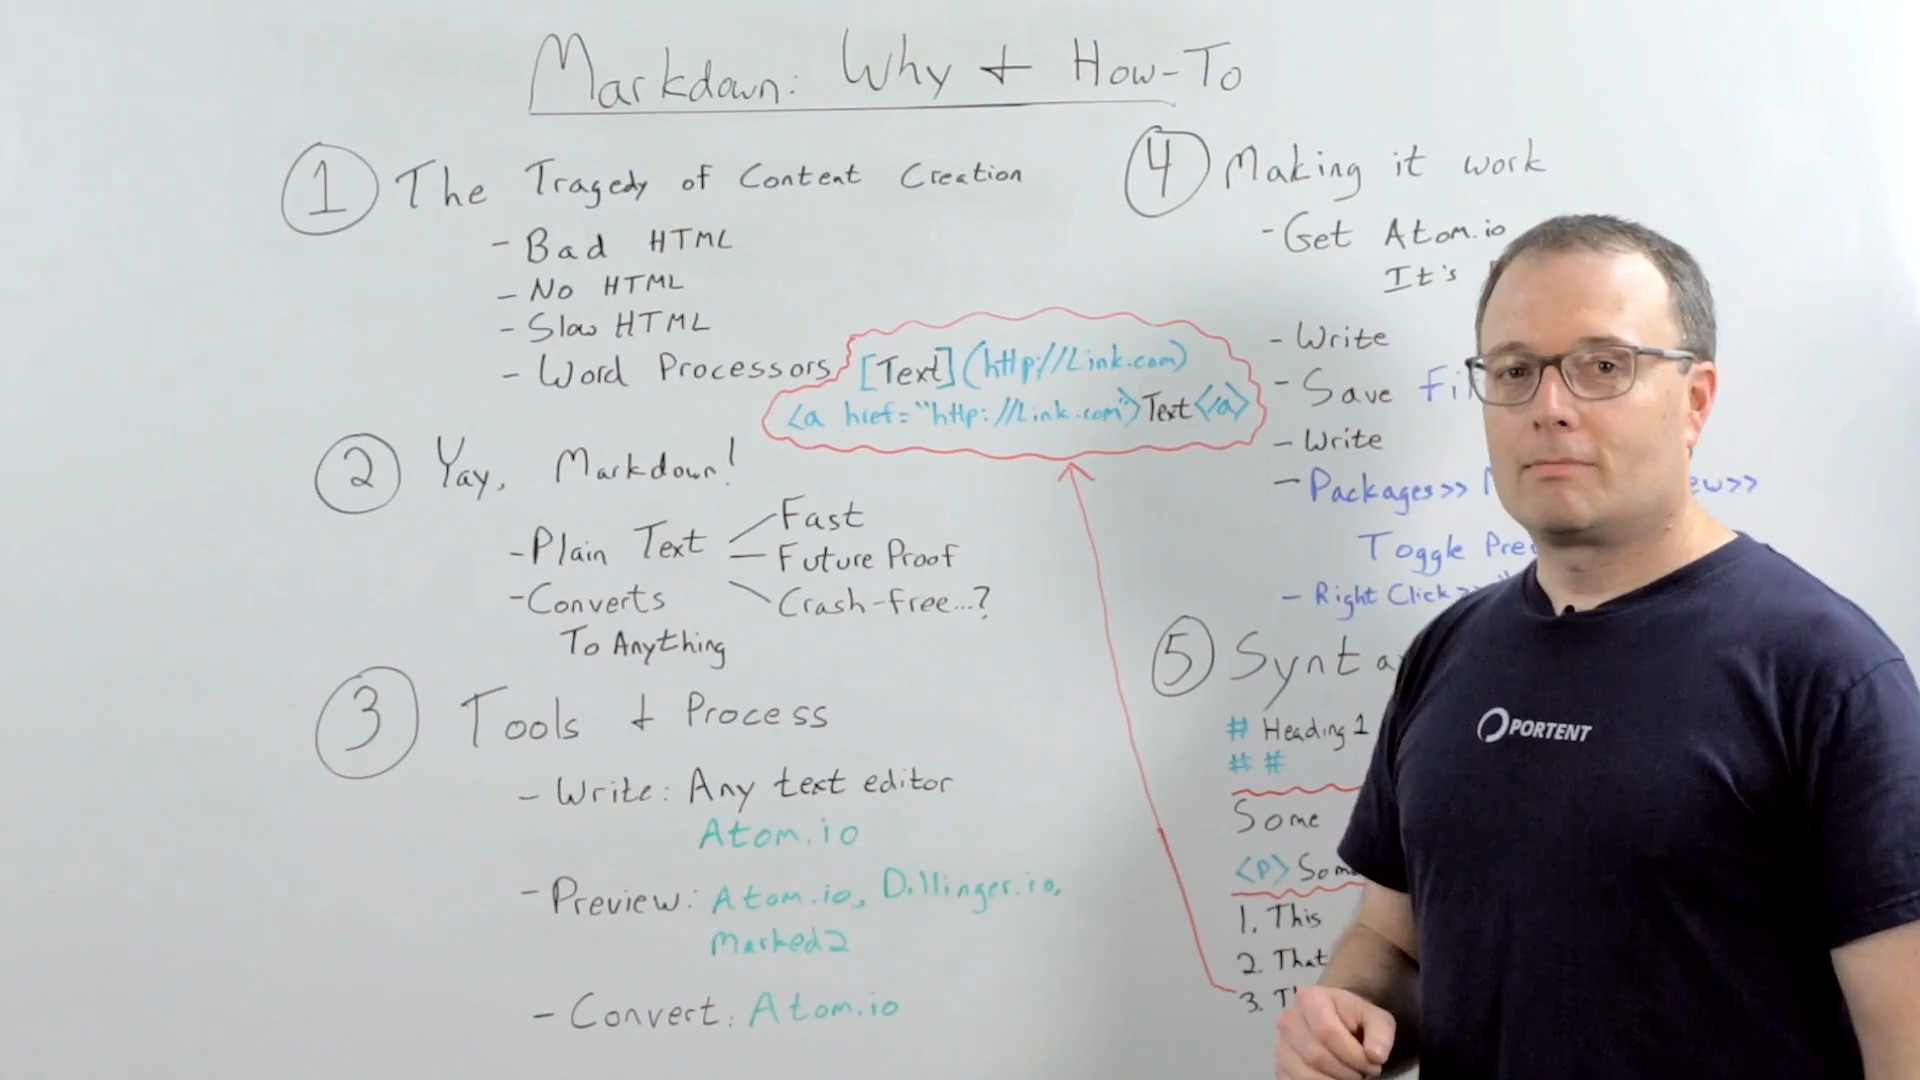 Markdown: Why + How-To
1 The Tragedy of Content Creation
- Bad HTML
- No HTML
- Slow HTML
- Word Processors
[Text](http://Link.com)
<a href="http://Link.com">Text</a>
2 Yay, Markdown!
- Plain Text
Fast
Future Proof
Crash-free...?
- Converts
To Anything
3 Tools + Process
- Write: Any text editor
Atom.io
- Preview: Atom.io, Dillinger.io,
Marked2
- Convert: Atom.io
4 Making it work
- Get Atom.io
It's
- Write
- Save
- Write
- Packages>> >>
Toggle
- Right Click>>
5
# Heading 1
## #
Some
<p>
1. This
2. That
3.
PORTENT